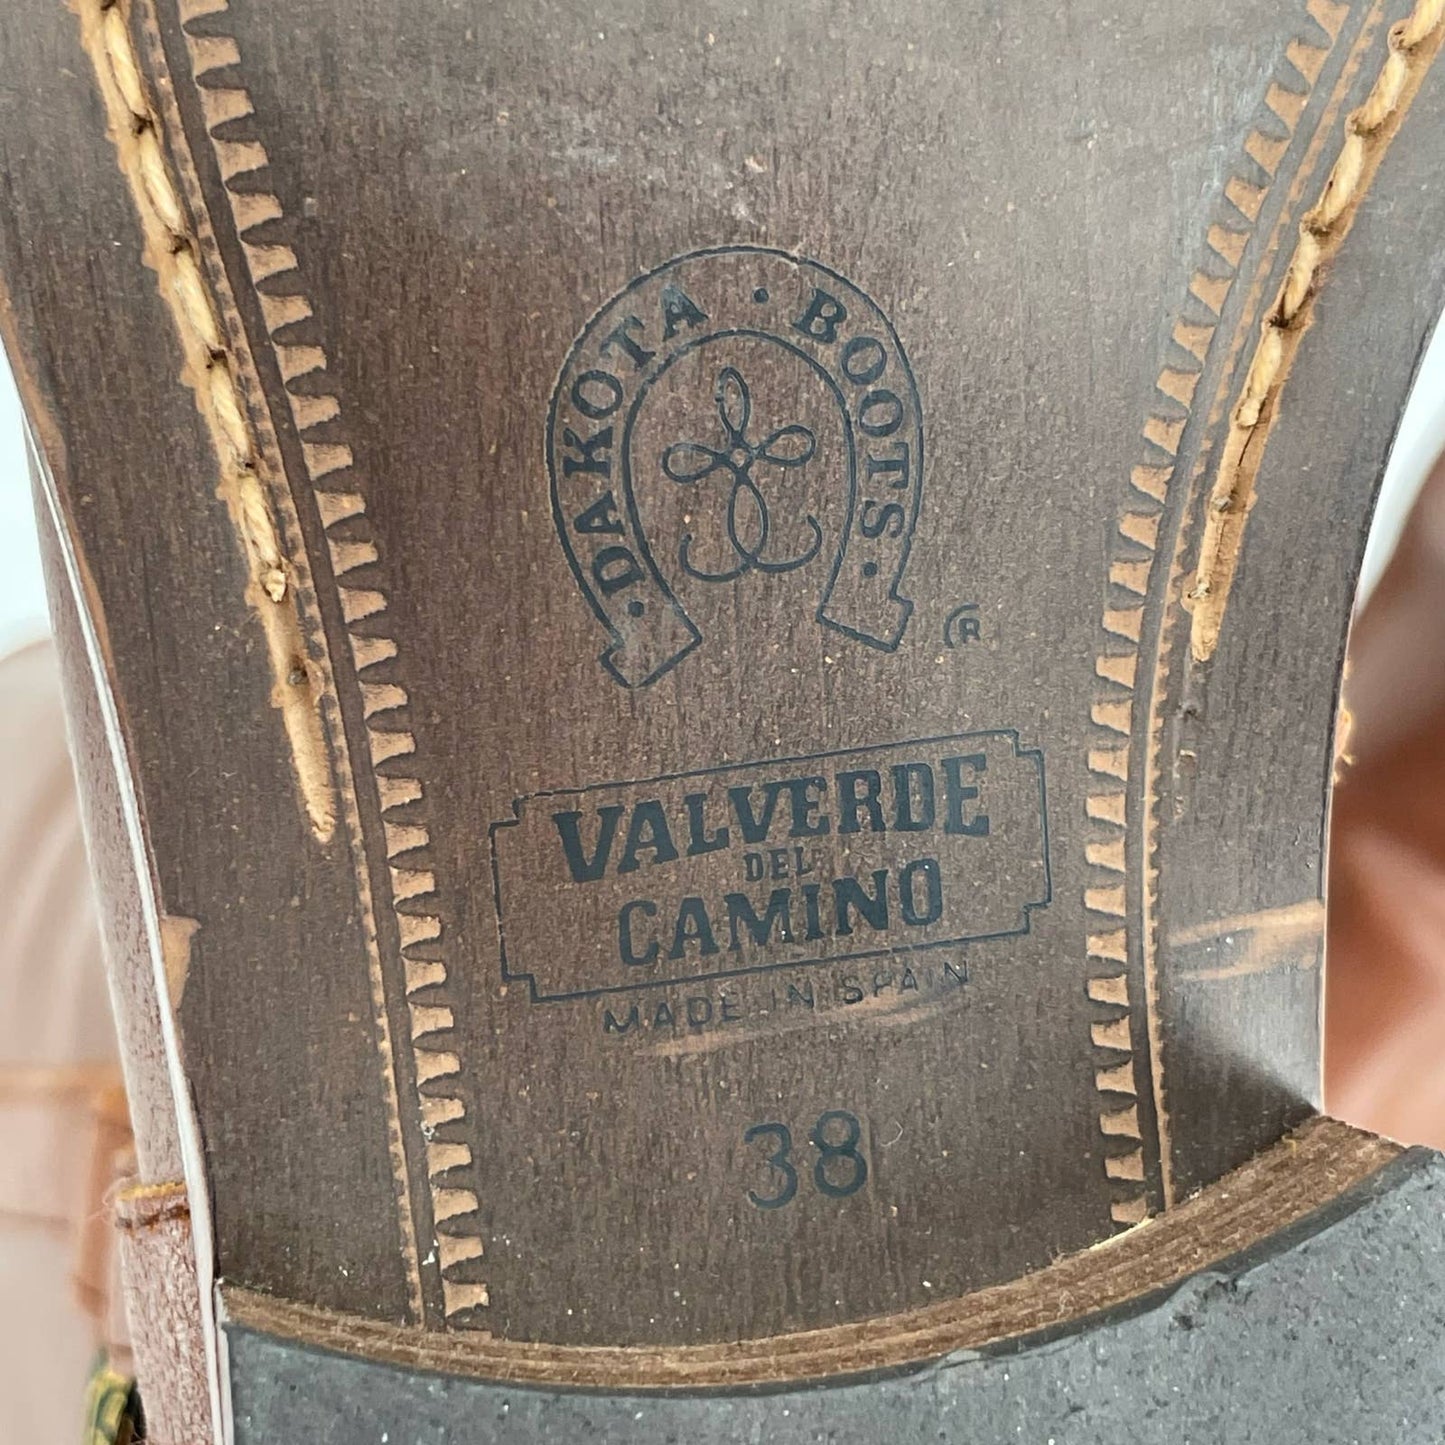 · DAKOTA · BOOTS ·
®
VALVERDE
DEL
CAMINO
MADE IN SPAIN
38